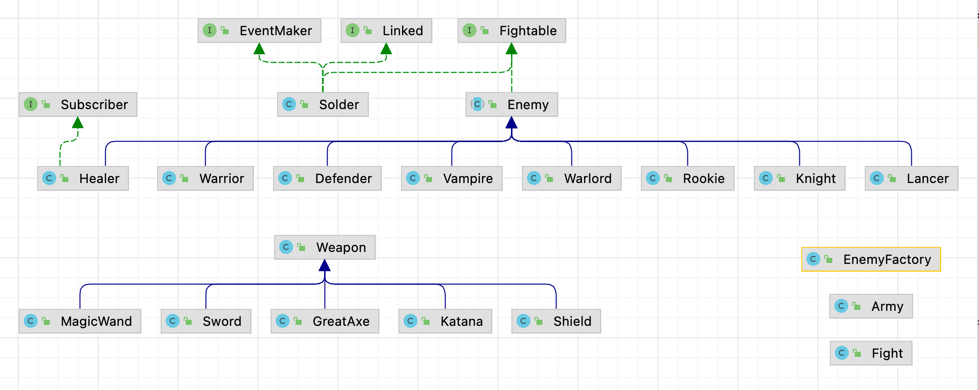 EventMaker Linked Fightable
Subscriber Solder Enemy
Healer Warrior Defender Vampire Warlord Rookie Knight Lancer
Weapon
EnemyFactory
Army
MagicWand Sword GreatAxe Katana Shield
Fight